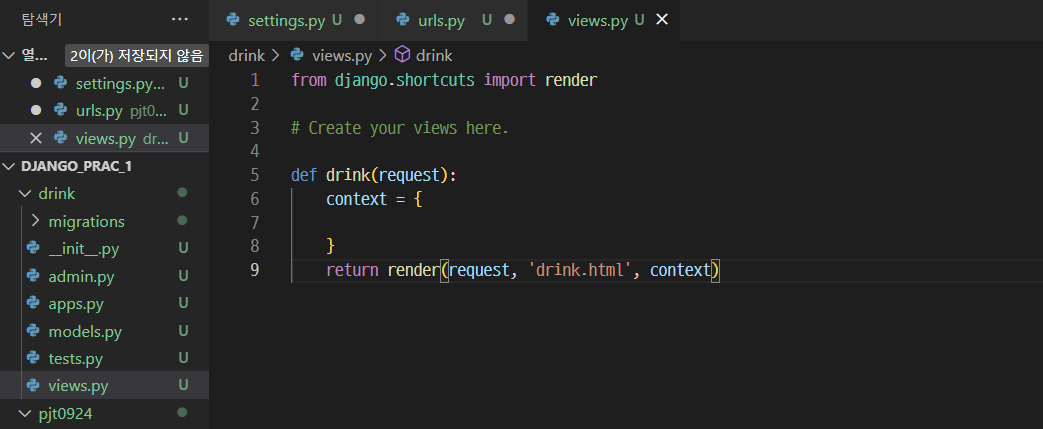 탐색기 ···
settings.py U
urls.py U
views.py U
열... 2이(가) 저장되지 않음
settings.py... U
urls.py pjt0... U
views.py dr... U
DJANGO_PRAC_1
drink
migrations
__init__.py U
admin.py U
apps.py U
models.py U
tests.py U
views.py U
pjt0924
drink > views.py > drink
1 from django.shortcuts import render
2
3 # Create your views here.
4
5 def drink(request):
6 context = {
7
8 }
9 return render(request, 'drink.html', context)